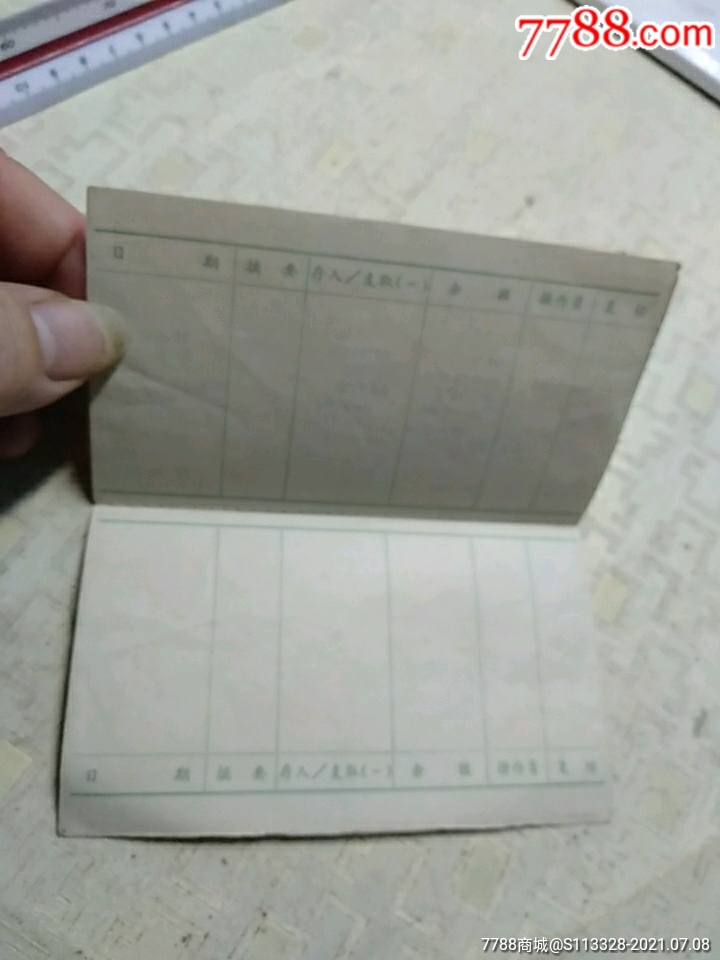 7788.com
日 期 摘 要 存入/支取(一) 余 额 操作员 复 核
日 期 摘 要 存入/支取(一) 余 额 操作员 复 核
7788商城@S113328-2021.07.08